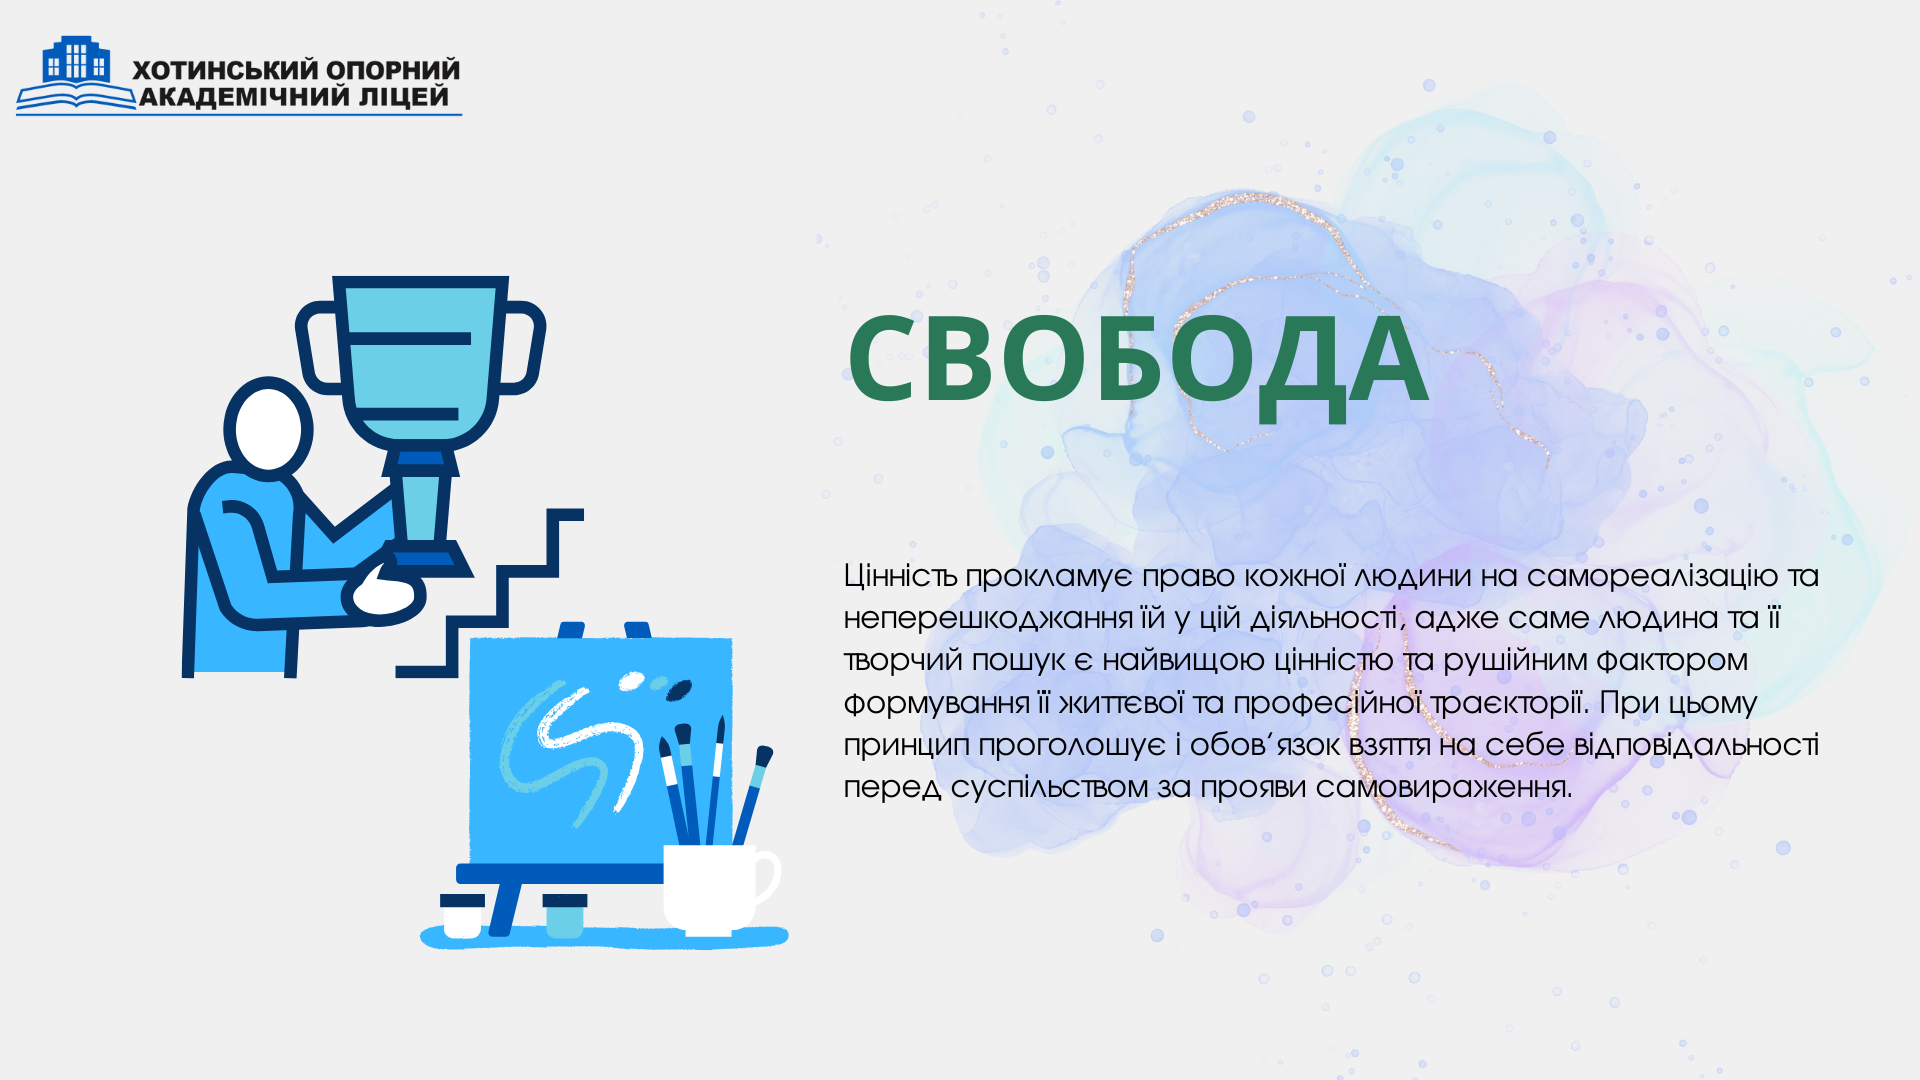 ХОТИНСЬКИЙ ОПОРНИЙ
АКАДЕМІЧНИЙ ЛІЦЕЙ
СВОБОДА
Цінність прокламує право кожної людини на самореалізацію та
неперешкоджання їй у цій діяльності, адже саме людина та її
творчий пошук є найвищою цінністю та рушійним фактором
формування її життєвої та професійної траєкторії. При цьому
принцип проголошує і обов’язок взяття на себе відповідальності
перед суспільством за прояви самовираження.